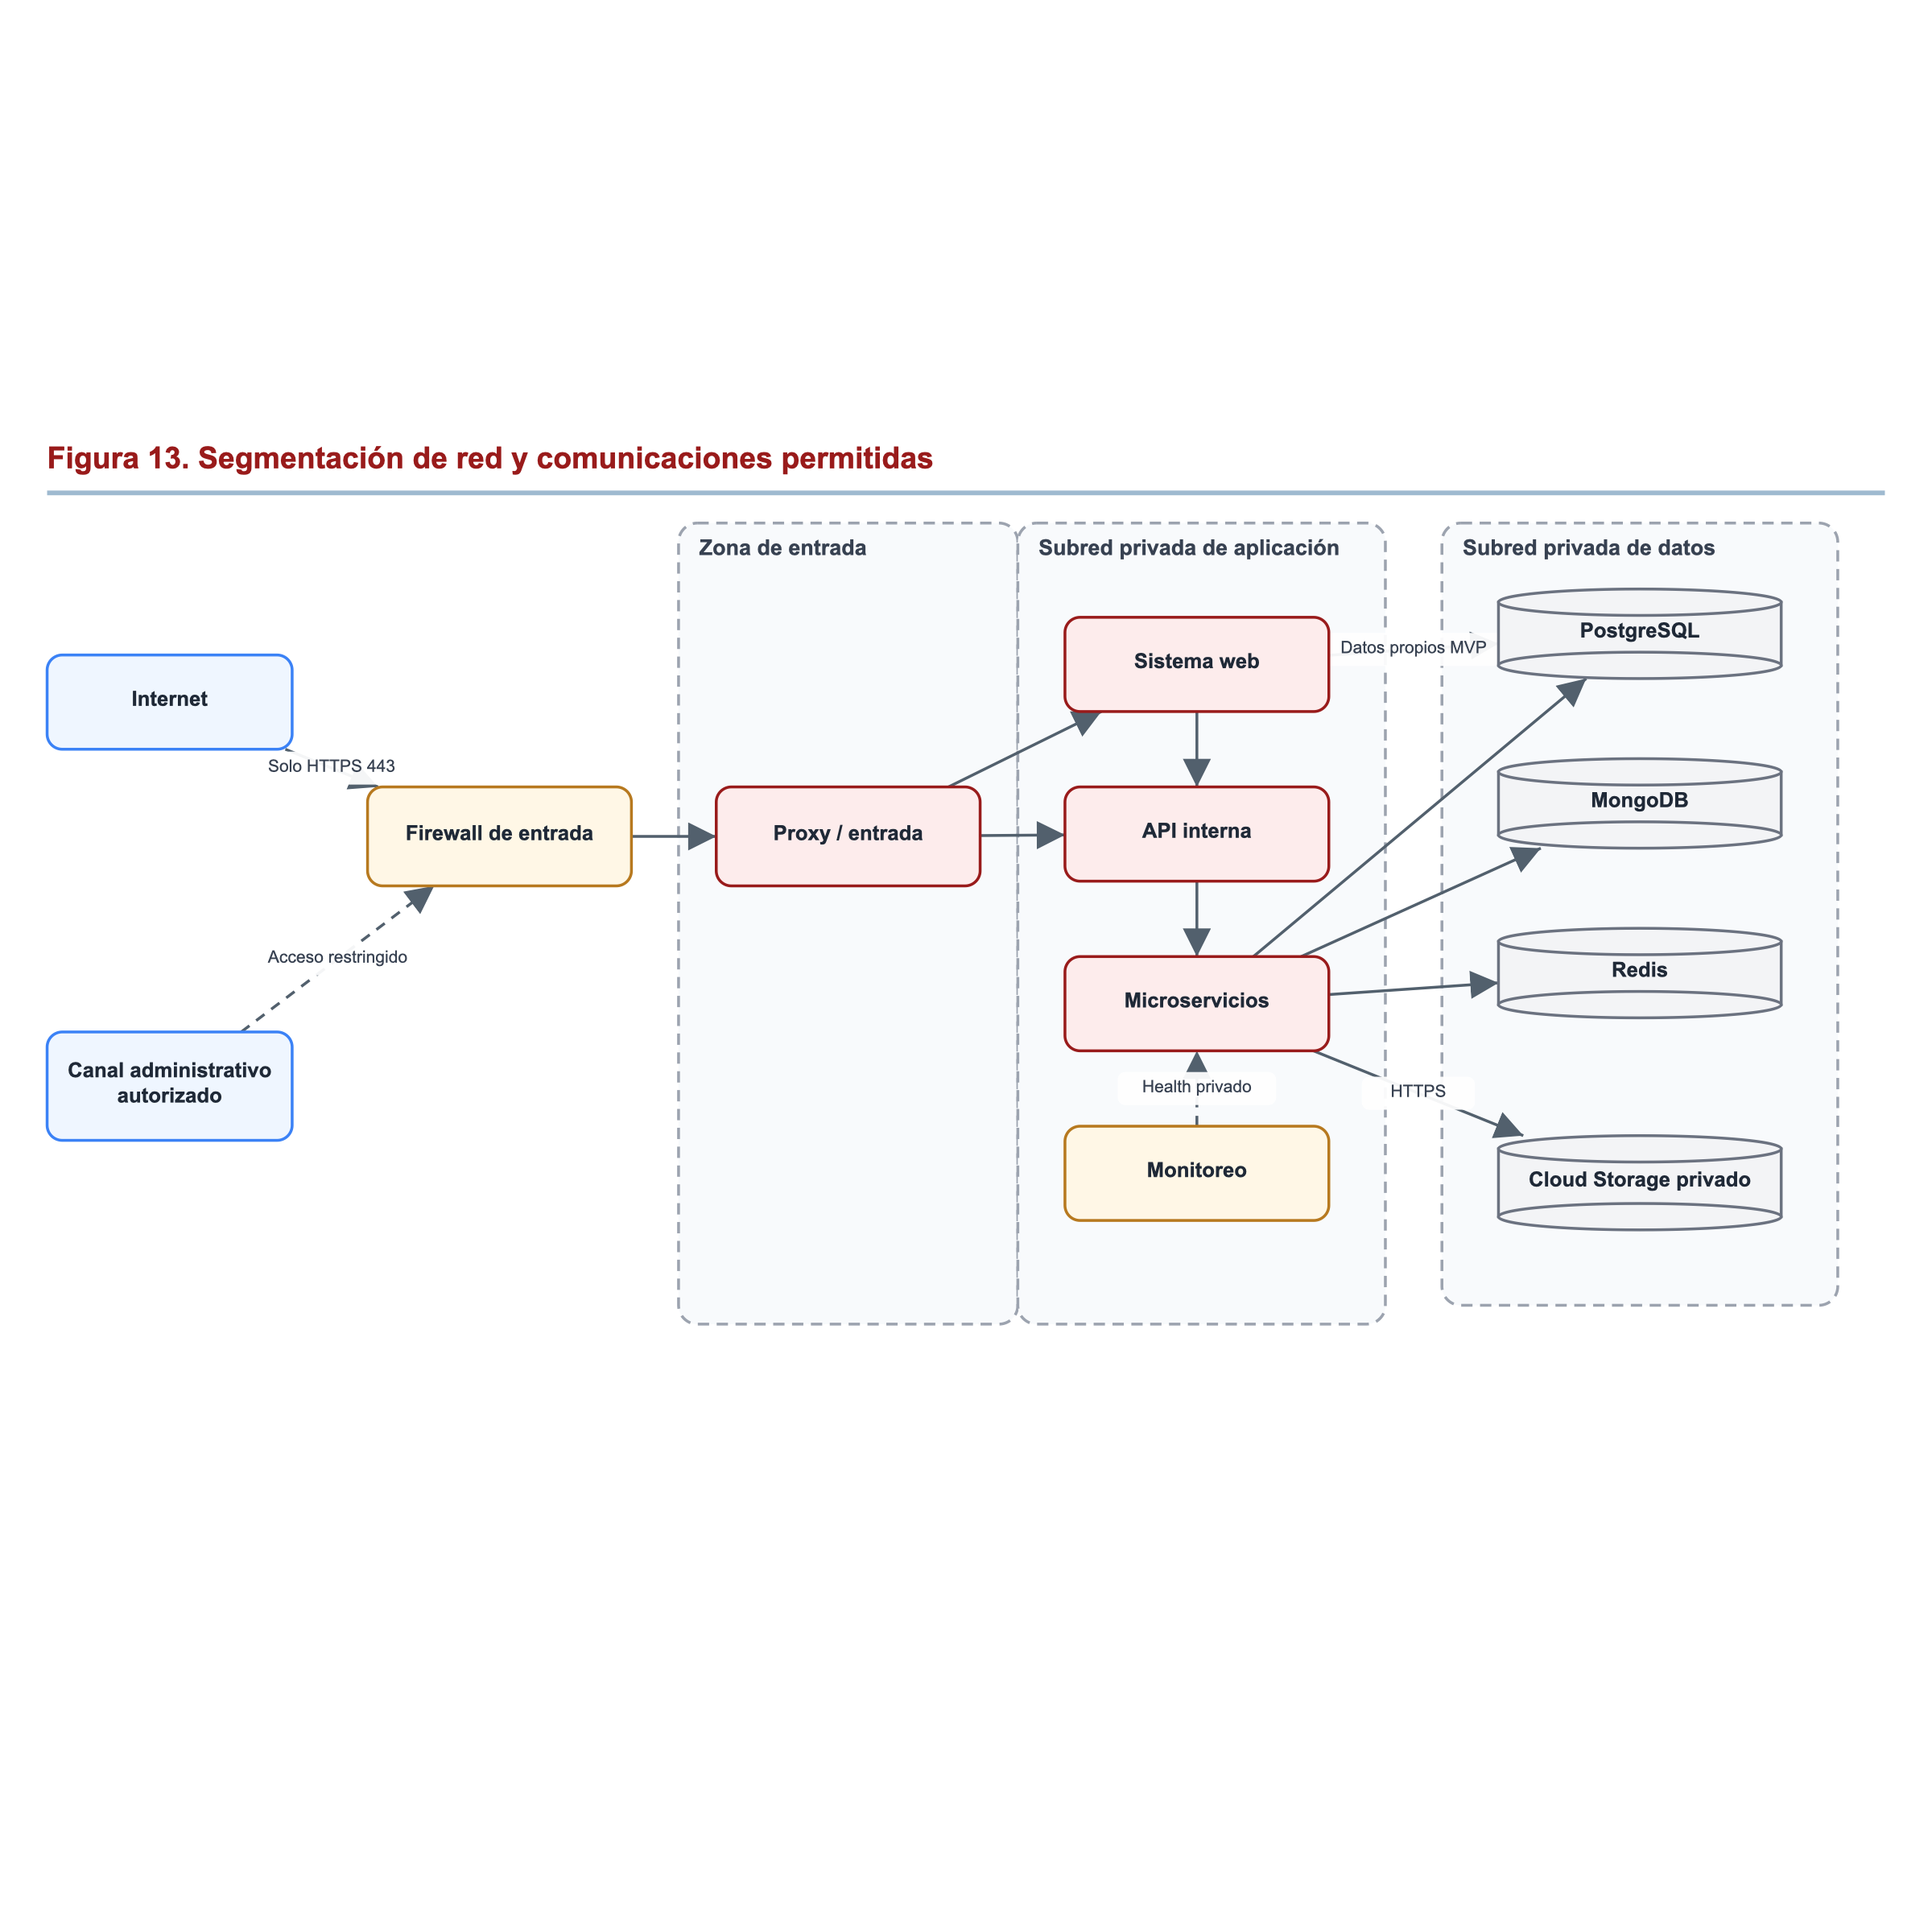 Figura 13. Segmentación de red y comunicaciones permitidas
Zona de entrada
Subred privada de aplicación
Subred privada de datos
Internet
Solo HTTPS 443
Firewall de entrada
Acceso restringido
Canal administrativo
autorizado
Proxy / entrada
Sistema web
API interna
Microservicios
Health privado
Monitoreo
Datos propios MVP
HTTPS
PostgreSQL
MongoDB
Redis
Cloud Storage privado